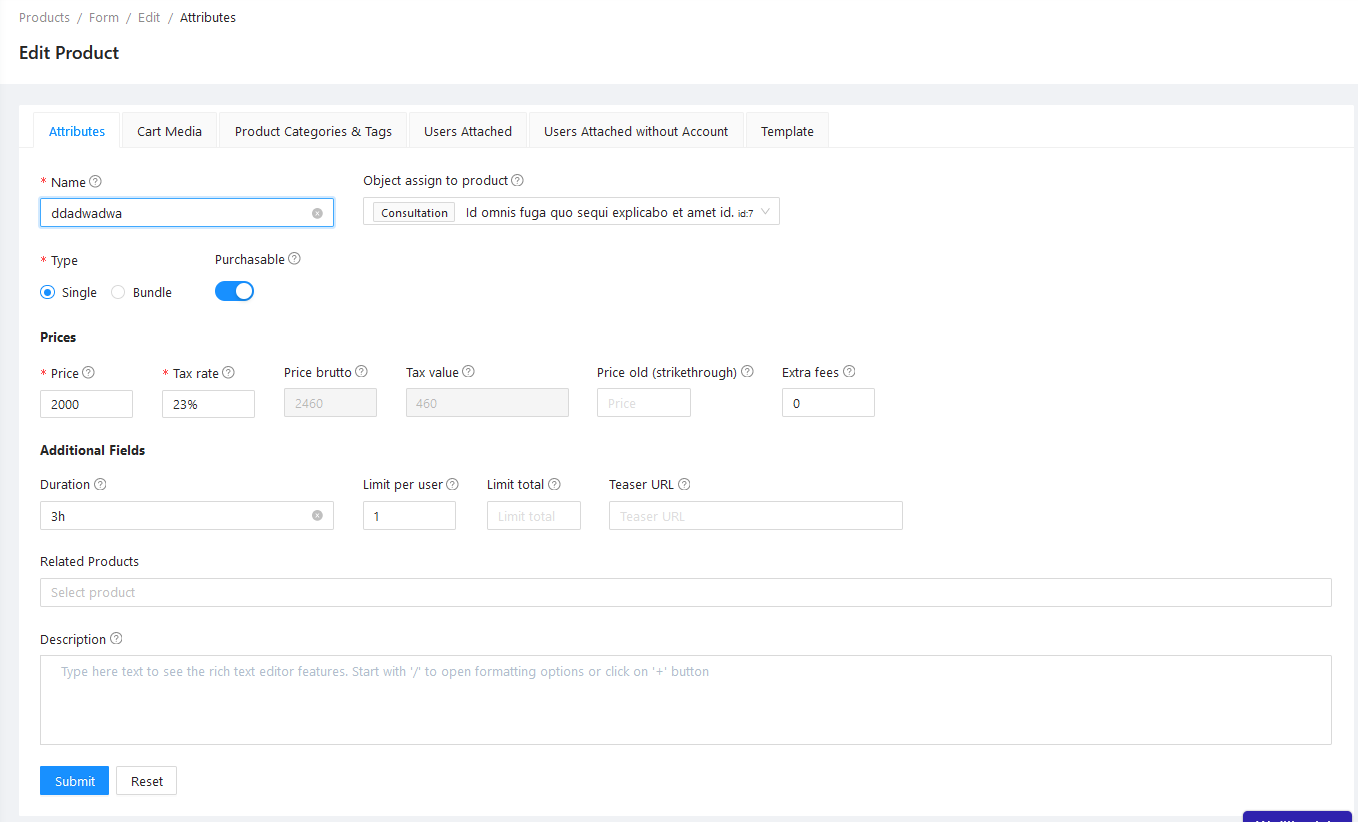 Products / Form / Edit / Attributes
Edit Product
Attributes Cart Media Product Categories & Tags Users Attached Users Attached without Account Template
* Name Object assign to product
ddadwadwa Consultation Id omnis fuga quo sequi explicabo et amet id. id:7
* Type Purchasable
Single Bundle
Prices
* Price * Tax rate Price brutto Tax value Price old (strikethrough) Extra fees
2000 23% 2460 460 Price 0
Additional Fields
Duration Limit per user Limit total Teaser URL
3h 1 Limit total Teaser URL
Related Products
Select product
Description
Type here text to see the rich text editor features. Start with '/' to open formatting options or click on '+' button
Submit Reset